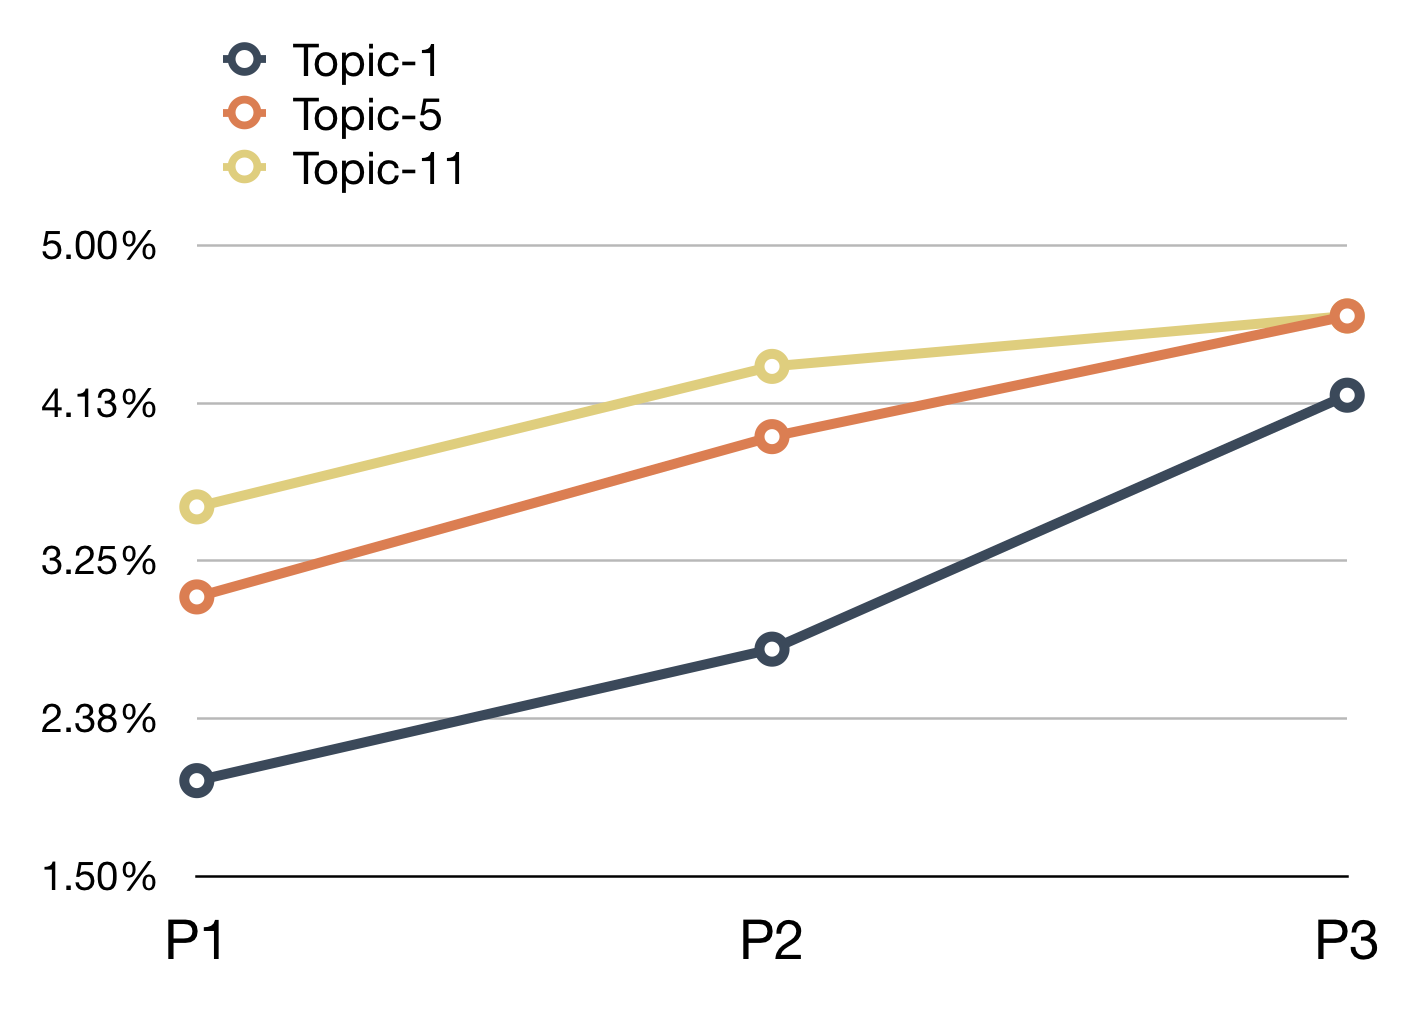 Topic-1
Topic-5
Topic-11
5.00%
4.13%
3.25%
2.38%
1.50%
P1 P2 P3